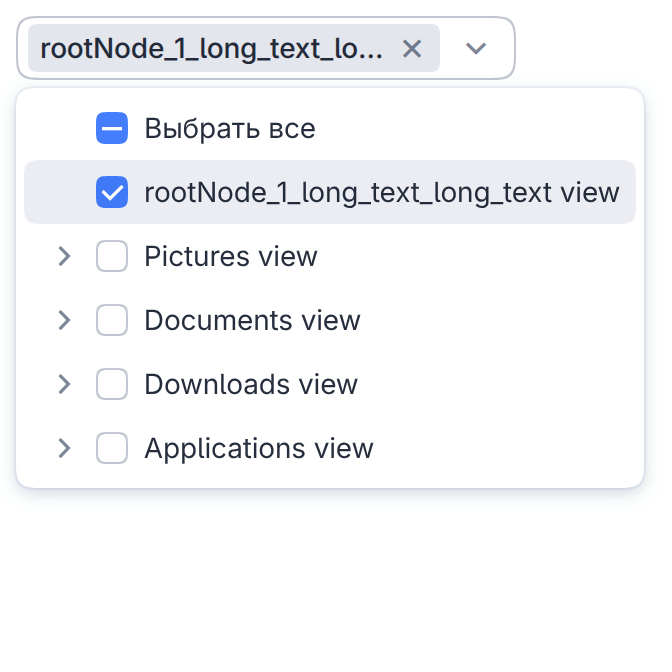 rootNode_1_long_text_lo...
Выбрать все
rootNode_1_long_text_long_text view
Pictures view
Documents view
Downloads view
Applications view